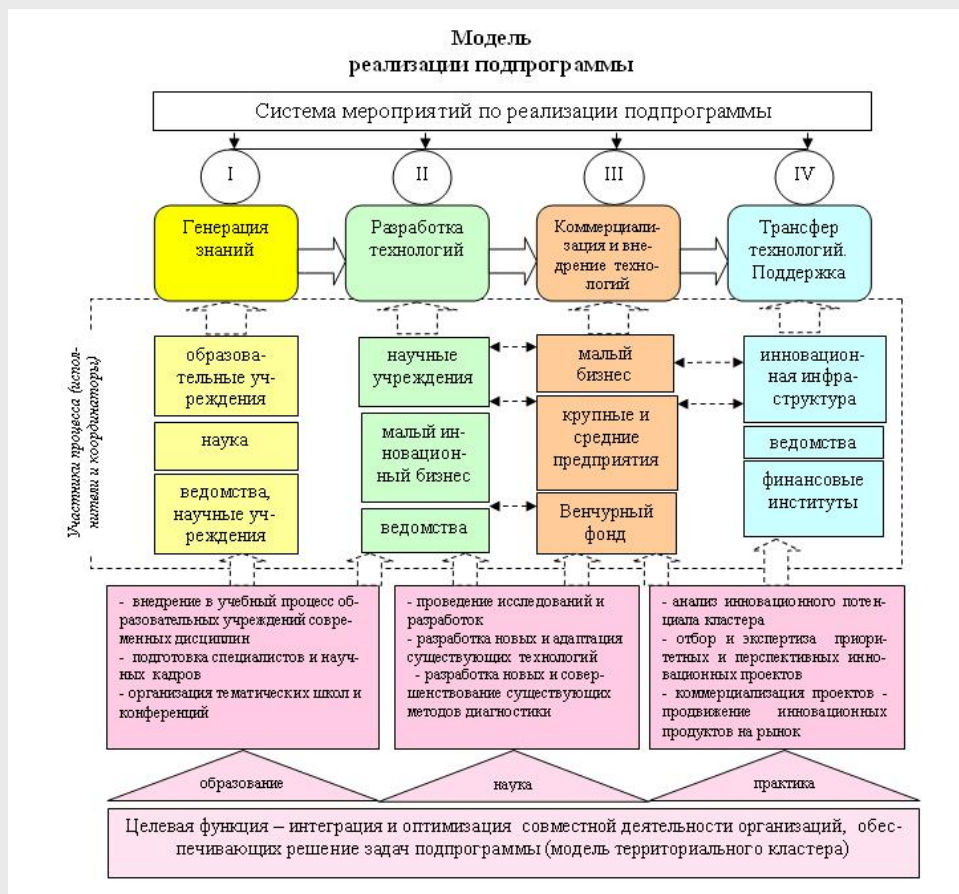 Модель
реализации подпрограммы
Система мероприятий по реализации подпрограммы
I
II
III
IV
Генерация
знаний
Разработка
технологий
Коммерциали-
зация и вне-
дрение техно-
логий
Трансфер
технологий.
Поддержка
Участники процесса (испол-
нители и координаторы)
образова-
тельные уч-
реждения
наука
ведомства,
научные уч-
реждения
научные
учреждения
малый ин-
новацион-
ный бизнес
ведомства
малый
бизнес
крупные и
средние
предприятия
Венчурный
фонд
инновацион-
ная инфра-
структура
ведомства
финансовые
институты
- внедрение в учебный процесс об-
разовательных учреждений совре-
менных дисциплин
- подготовка специалистов и науч-
ных кадров
- организация тематических школ и
конференций
- проведение исследований и
разработок
- разработка новых и адаптация
существующих технологий
- разработка новых и совер-
шенствование существующих
методов диагностики
- анализ инновационного потен-
циала кластера
- отбор и экспертиза приори-
тетных и перспективных инно-
вационных проектов
- коммерциализация проектов -
продвижение инновационных
продуктов на рынок
образование
наука
практика
Целевая функция – интеграция и оптимизация совместной деятельности организаций, обес-
печивающих решение задач подпрограммы (модель территориального кластера)